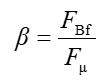 β = F_Bf / F_μ